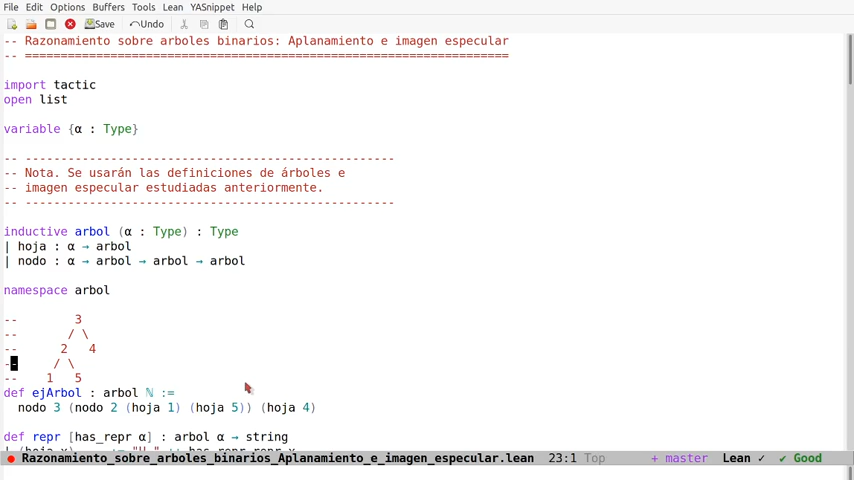 File Edit Options Buffers Tools Lean YASnippet Help
Save Undo
-- Razonamiento sobre arboles binarios: Aplanamiento e imagen especular
-- ====================================================================
import tactic
open list
variable {α : Type}
-- ----------------------------------------------------
-- Nota. Se usarán las definiciones de árboles e
-- imagen especular estudiadas anteriormente.
-- ----------------------------------------------------
inductive arbol (α : Type) : Type
| hoja : α → arbol
| nodo : α → arbol → arbol → arbol
namespace arbol
--        3
--       / \
--      2   4
--     / \
--    1   5
def ejArbol : arbol ℕ :=
  nodo 3 (nodo 2 (hoja 1) (hoja 5)) (hoja 4)
def repr [has_repr α] : arbol α → string
| (hoja x)    := "H " ++ has_repr.repr x
Razonamiento_sobre_arboles_binarios_Aplanamiento_e_imagen_especular.lean 23:1 Top + master Lean ✓ ✔ Good